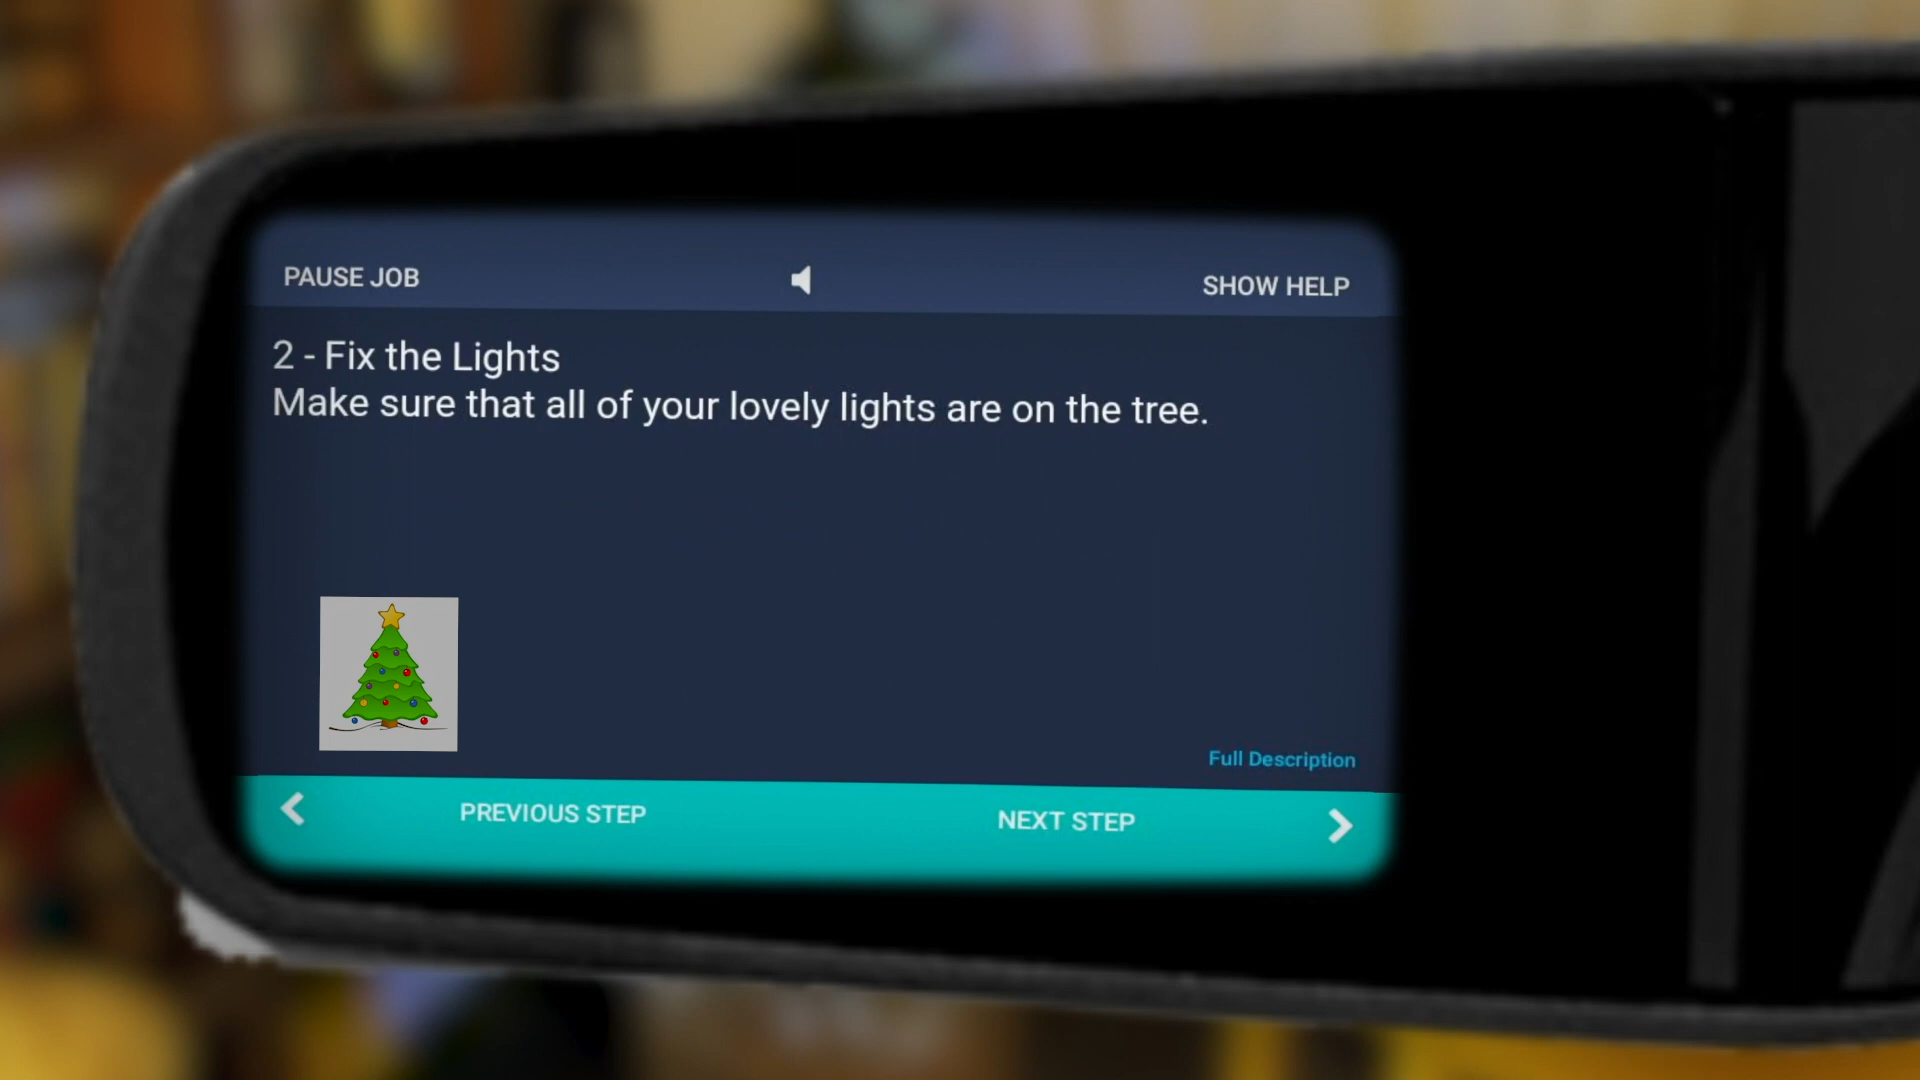 PAUSE JOB
SHOW HELP
2 - Fix the Lights
Make sure that all of your lovely lights are on the tree.
Full Description
PREVIOUS STEP
NEXT STEP